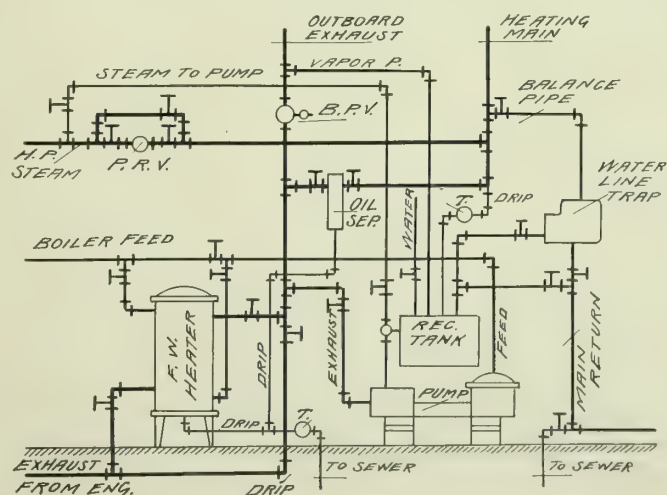 OUTBOARD
EXHAUST
HEATING
MAIN
VAPOR P.
STEAM TO PUMP
BALANCE
PIPE
B.P.V.
H.P.
STEAM
P.R.V.
WATER
LINE
TRAP
T.
DRIP
OIL
SEP.
WATER
BOILER FEED
REC.
TANK
F.W.
HEATER
DRIP
EXHAUST
FEED
MAIN
RETURN
PUMP
DRIP
T.
EXHAUST
FROM ENG.
DRIP
TO SEWER
TO SEWER